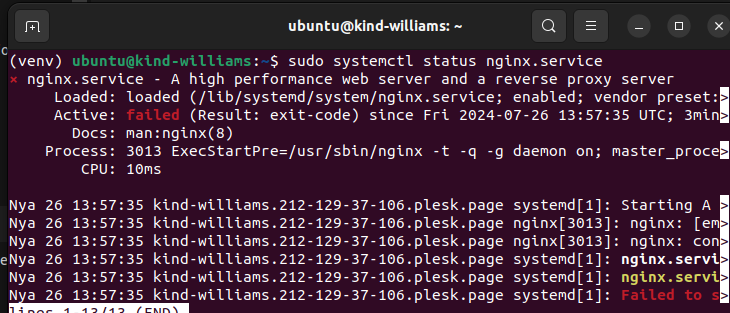 ubuntu@kind-williams: ~
(venv) ubuntu@kind-williams:~$ sudo systemctl status nginx.service
× nginx.service - A high performance web server and a reverse proxy server
Loaded: loaded (/lib/systemd/system/nginx.service; enabled; vendor preset:>
Active: failed (Result: exit-code) since Fri 2024-07-26 13:57:35 UTC; 3min>
Docs: man:nginx(8)
Process: 3013 ExecStartPre=/usr/sbin/nginx -t -q -g daemon on; master_proce>
CPU: 10ms
Nya 26 13:57:35 kind-williams.212-129-37-106.plesk.page systemd[1]: Starting A >
Nya 26 13:57:35 kind-williams.212-129-37-106.plesk.page nginx[3013]: nginx: [em>
Nya 26 13:57:35 kind-williams.212-129-37-106.plesk.page nginx[3013]: nginx: con>
Nya 26 13:57:35 kind-williams.212-129-37-106.plesk.page systemd[1]: nginx.servi>
Nya 26 13:57:35 kind-williams.212-129-37-106.plesk.page systemd[1]: nginx.servi>
Nya 26 13:57:35 kind-williams.212-129-37-106.plesk.page systemd[1]: Failed to s>
lines 1-13/13 (END)